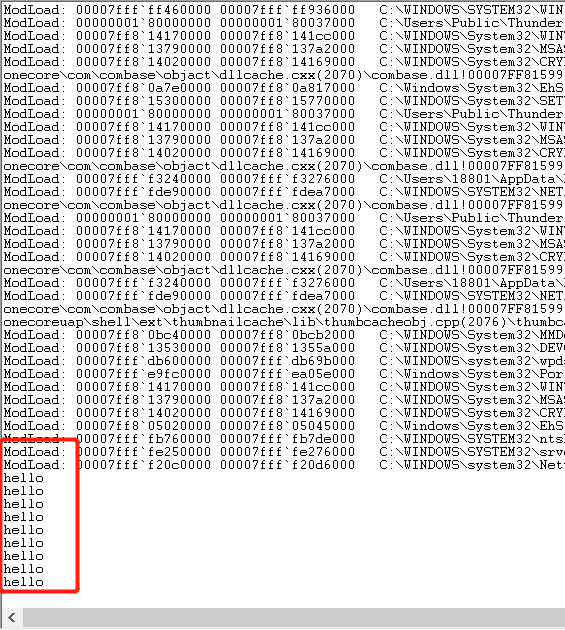 ModLoad: 00007fff`ff460000 00007fff`ff936000   C:\WINDOWS\SYSTEM32\WIN
ModLoad: 00000001`80000000 00000001`80037000   C:\Users\Public\Thunder
ModLoad: 00007ff8`14170000 00007ff8`141cc000   C:\WINDOWS\System32\WIN
ModLoad: 00007ff8`13790000 00007ff8`137a2000   C:\WINDOWS\System32\MSA
ModLoad: 00007ff8`14020000 00007ff8`14169000   C:\WINDOWS\System32\CRY
onecore\com\combase\objact\dllcache.cxx(2070)\combase.dll!00007FF81599
ModLoad: 00007ff8`0a7e0000 00007ff8`0a817000   C:\Windows\System32\EhS
ModLoad: 00007ff8`15300000 00007ff8`15770000   C:\WINDOWS\System32\SET
ModLoad: 00000001`80000000 00000001`80037000   C:\Users\Public\Thunder
ModLoad: 00007ff8`14170000 00007ff8`141cc000   C:\WINDOWS\System32\WIN
ModLoad: 00007ff8`13790000 00007ff8`137a2000   C:\WINDOWS\System32\MSA
ModLoad: 00007ff8`14020000 00007ff8`14169000   C:\WINDOWS\System32\CRY
onecore\com\combase\objact\dllcache.cxx(2070)\combase.dll!00007FF81599
ModLoad: 00007fff`f3240000 00007fff`f3276000   C:\Users\18801\AppData\
ModLoad: 00007fff`fde90000 00007fff`fdea7000   C:\WINDOWS\SYSTEM32\NET
onecore\com\combase\objact\dllcache.cxx(2070)\combase.dll!00007FF81599
ModLoad: 00000001`80000000 00000001`80037000   C:\Users\Public\Thunder
ModLoad: 00007ff8`14170000 00007ff8`141cc000   C:\WINDOWS\System32\WIN
ModLoad: 00007ff8`13790000 00007ff8`137a2000   C:\WINDOWS\System32\MSA
ModLoad: 00007ff8`14020000 00007ff8`14169000   C:\WINDOWS\System32\CRY
onecore\com\combase\objact\dllcache.cxx(2070)\combase.dll!00007FF81599
ModLoad: 00007fff`f3240000 00007fff`f3276000   C:\Users\18801\AppData\
ModLoad: 00007fff`fde90000 00007fff`fdea7000   C:\WINDOWS\SYSTEM32\NET
onecore\com\combase\objact\dllcache.cxx(2070)\combase.dll!00007FF81599
onecoreuap\shell\ext\thumbnailcache\lib\thumbcacheobj.cpp(2076)\thumbc
ModLoad: 00007ff8`0bc40000 00007ff8`0bcb2000   C:\WINDOWS\System32\MMD
ModLoad: 00007ff8`13530000 00007ff8`1355a000   C:\WINDOWS\System32\DEV
ModLoad: 00007fff`db600000 00007fff`db69b000   C:\WINDOWS\system32\wpd
ModLoad: 00007fff`e9fc0000 00007fff`ea05e000   C:\Windows\System32\Por
ModLoad: 00007ff8`14170000 00007ff8`141cc000   C:\WINDOWS\System32\WIN
ModLoad: 00007ff8`13790000 00007ff8`137a2000   C:\WINDOWS\System32\MSA
ModLoad: 00007ff8`14020000 00007ff8`14169000   C:\WINDOWS\System32\CRY
ModLoad: 00007ff8`05020000 00007ff8`05045000   C:\Windows\System32\EhS
ModLoad: 00007fff`fb760000 00007fff`fb7de000   C:\WINDOWS\SYSTEM32\nts
ModLoad: 00007fff`fe250000 00007fff`fe276000   C:\WINDOWS\SYSTEM32\srv
ModLoad: 00007fff`f20c0000 00007fff`f20d6000   C:\WINDOWS\system32\Net
hello
hello
hello
hello
hello
hello
hello
hello
hello